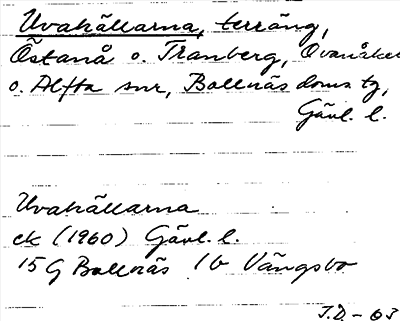 Uvahällarna, terräng,
Östanå o. Tranberg, Ovanåker
o. Alfta snr, Bollnäs doms tg,
Gävl. l.
Uvahällarna
ek (1960) Gävl. l.
15 G Bollnäs 1 b Vängsbo
J.D. - 63